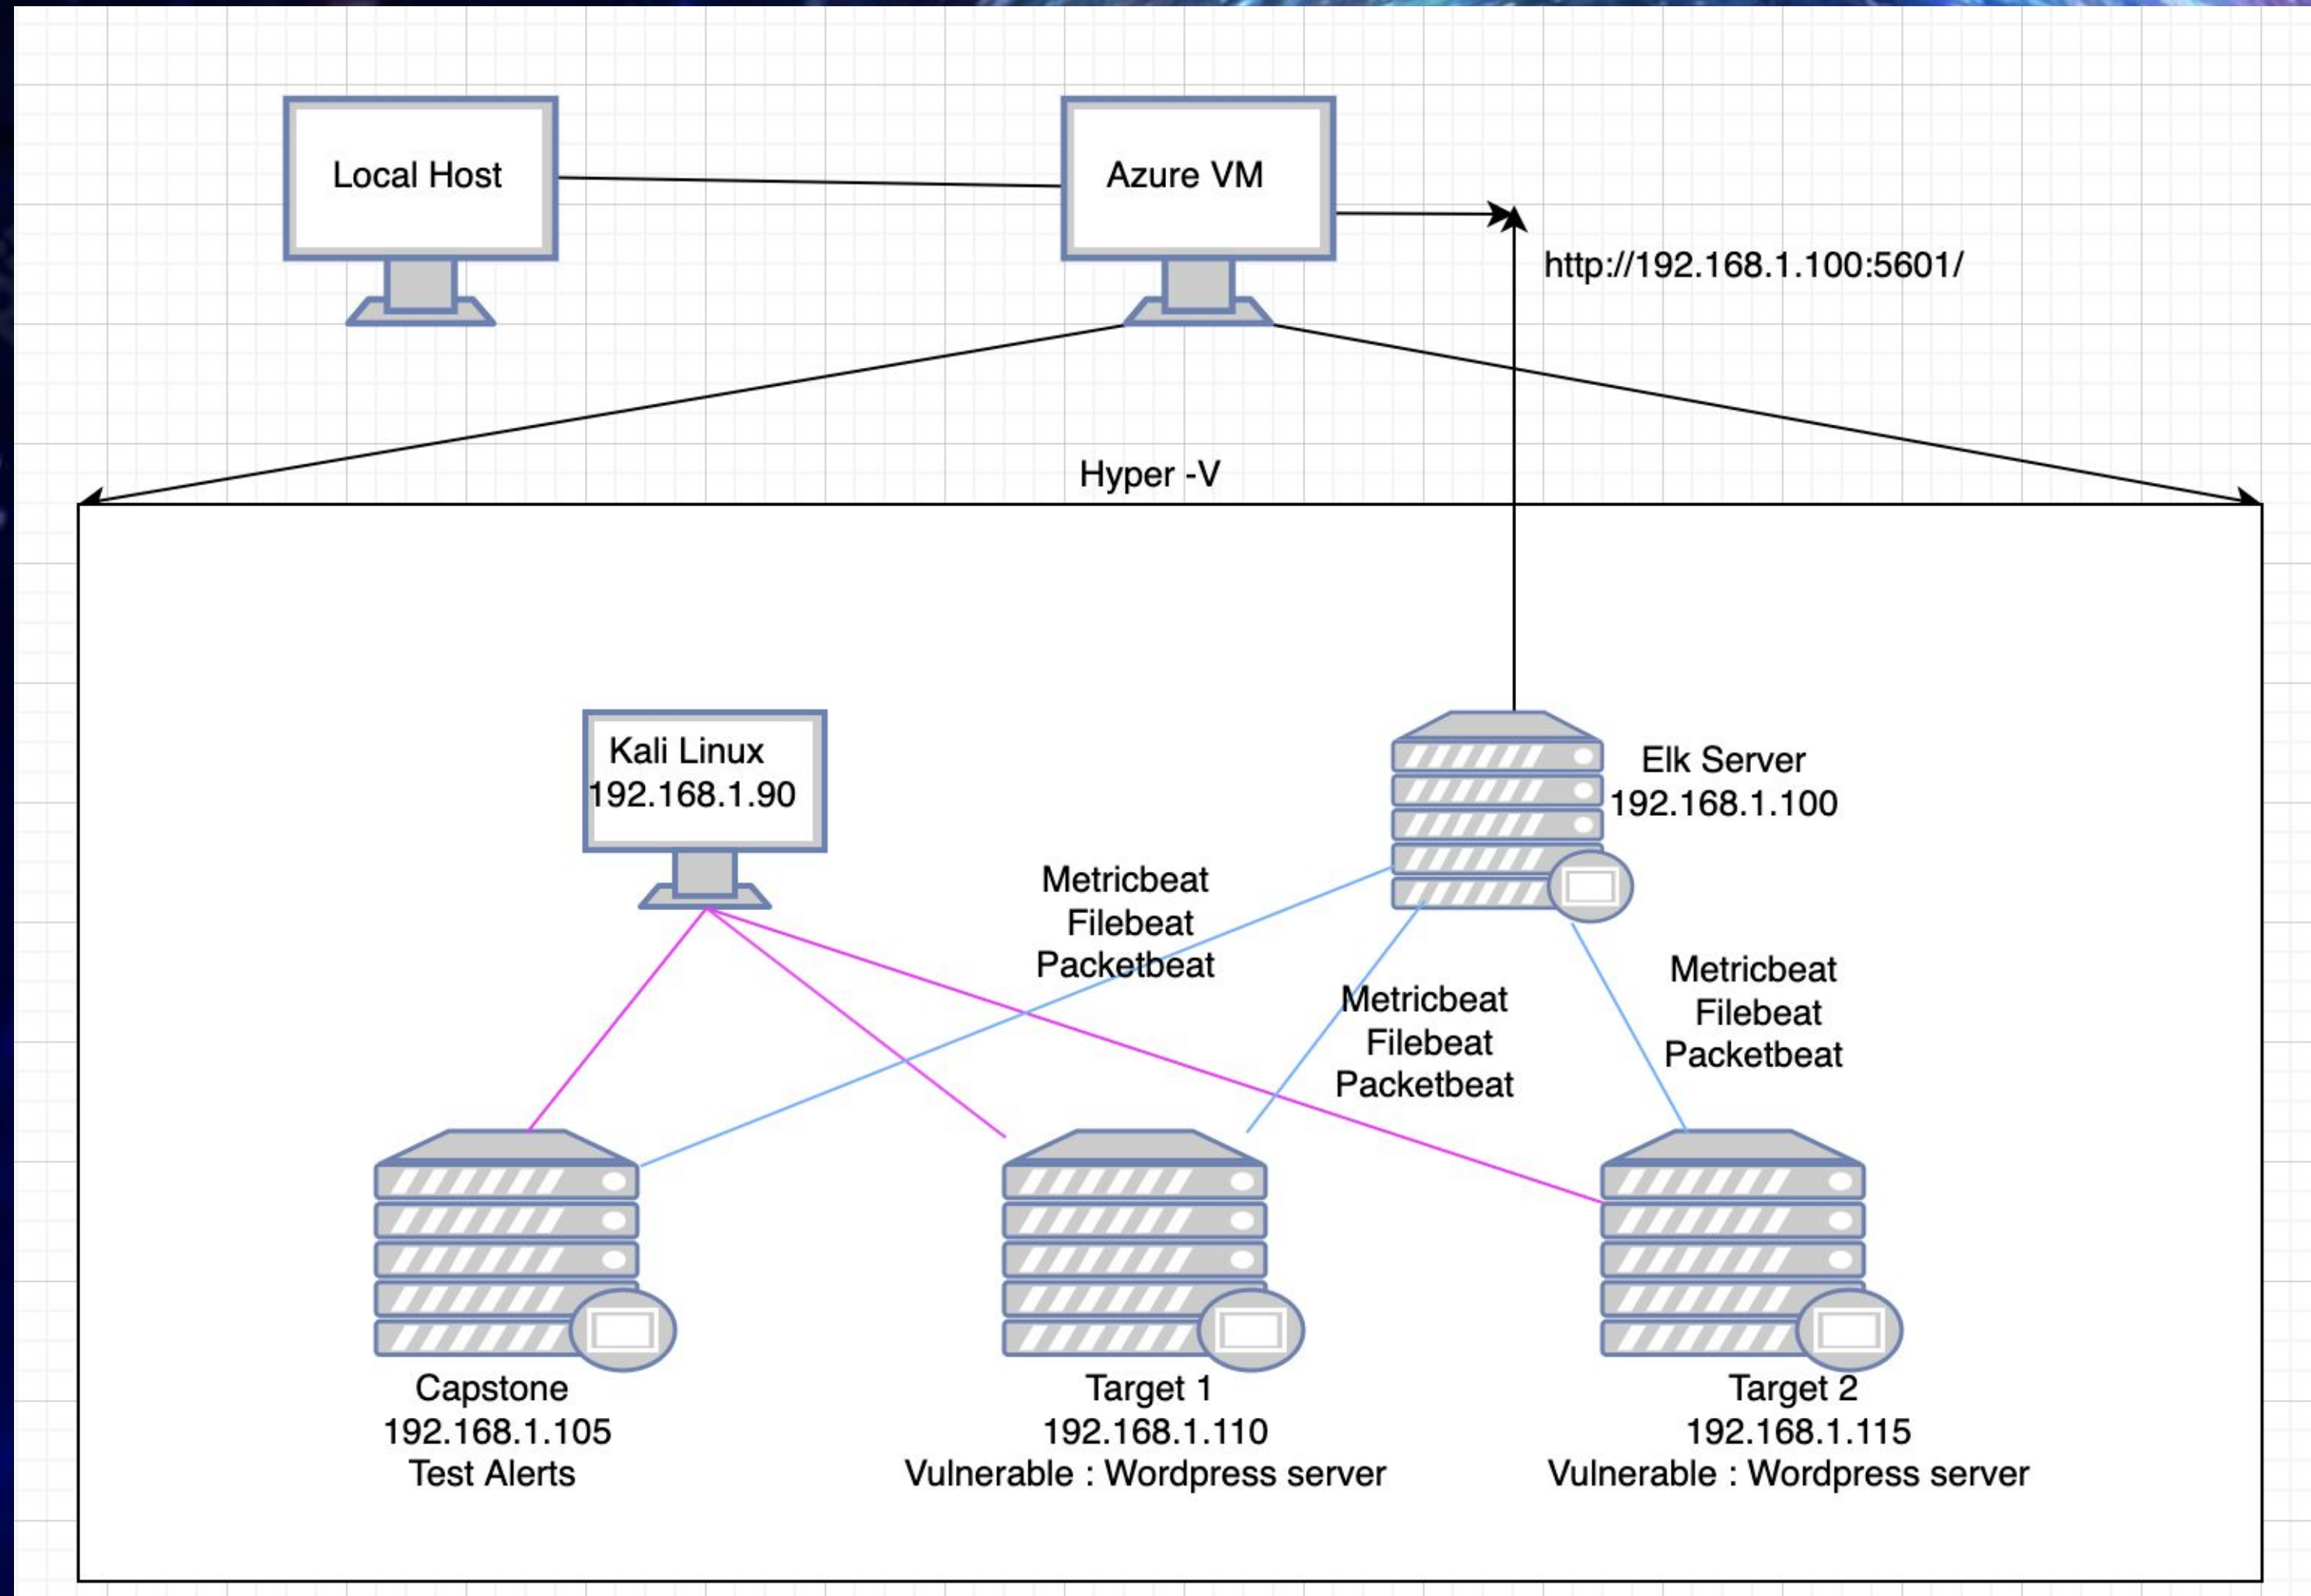 Local Host
Azure VM
http://192.168.1.100:5601/
Hyper -V
Kali Linux
192.168.1.90
Elk Server
192.168.1.100
Metricbeat
Filebeat
Packetbeat
Metricbeat
Filebeat
Packetbeat
Metricbeat
Filebeat
Packetbeat
Capstone
192.168.1.105
Test Alerts
Target 1
192.168.1.110
Vulnerable : Wordpress server
Target 2
192.168.1.115
Vulnerable : Wordpress server